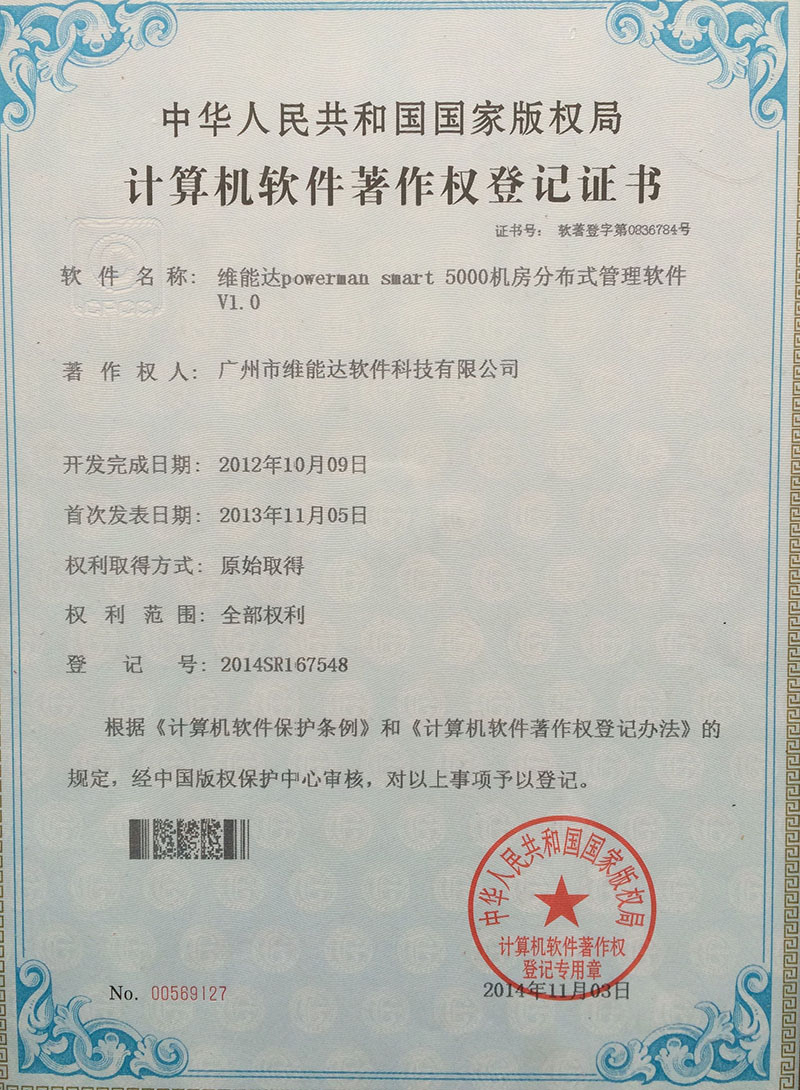 中华人民共和国国家版权局
计算机软件著作权登记证书
证书号： 软著登字第0836784号
软件名称： 维能达powerman smart 5000机房分布式管理软件
V1.0
著作权人： 广州市维能达软件科技有限公司
开发完成日期： 2012年10月09日
首次发表日期： 2013年11月05日
权利取得方式： 原始取得
权利范围： 全部权利
登记号： 2014SR167548
根据《计算机软件保护条例》和《计算机软件著作权登记办法》的
规定，经中国版权保护中心审核，对以上事项予以登记。
中华人民共和国国家版权局
计算机软件著作权
登记专用章
No. 00569127
2014年11月03日